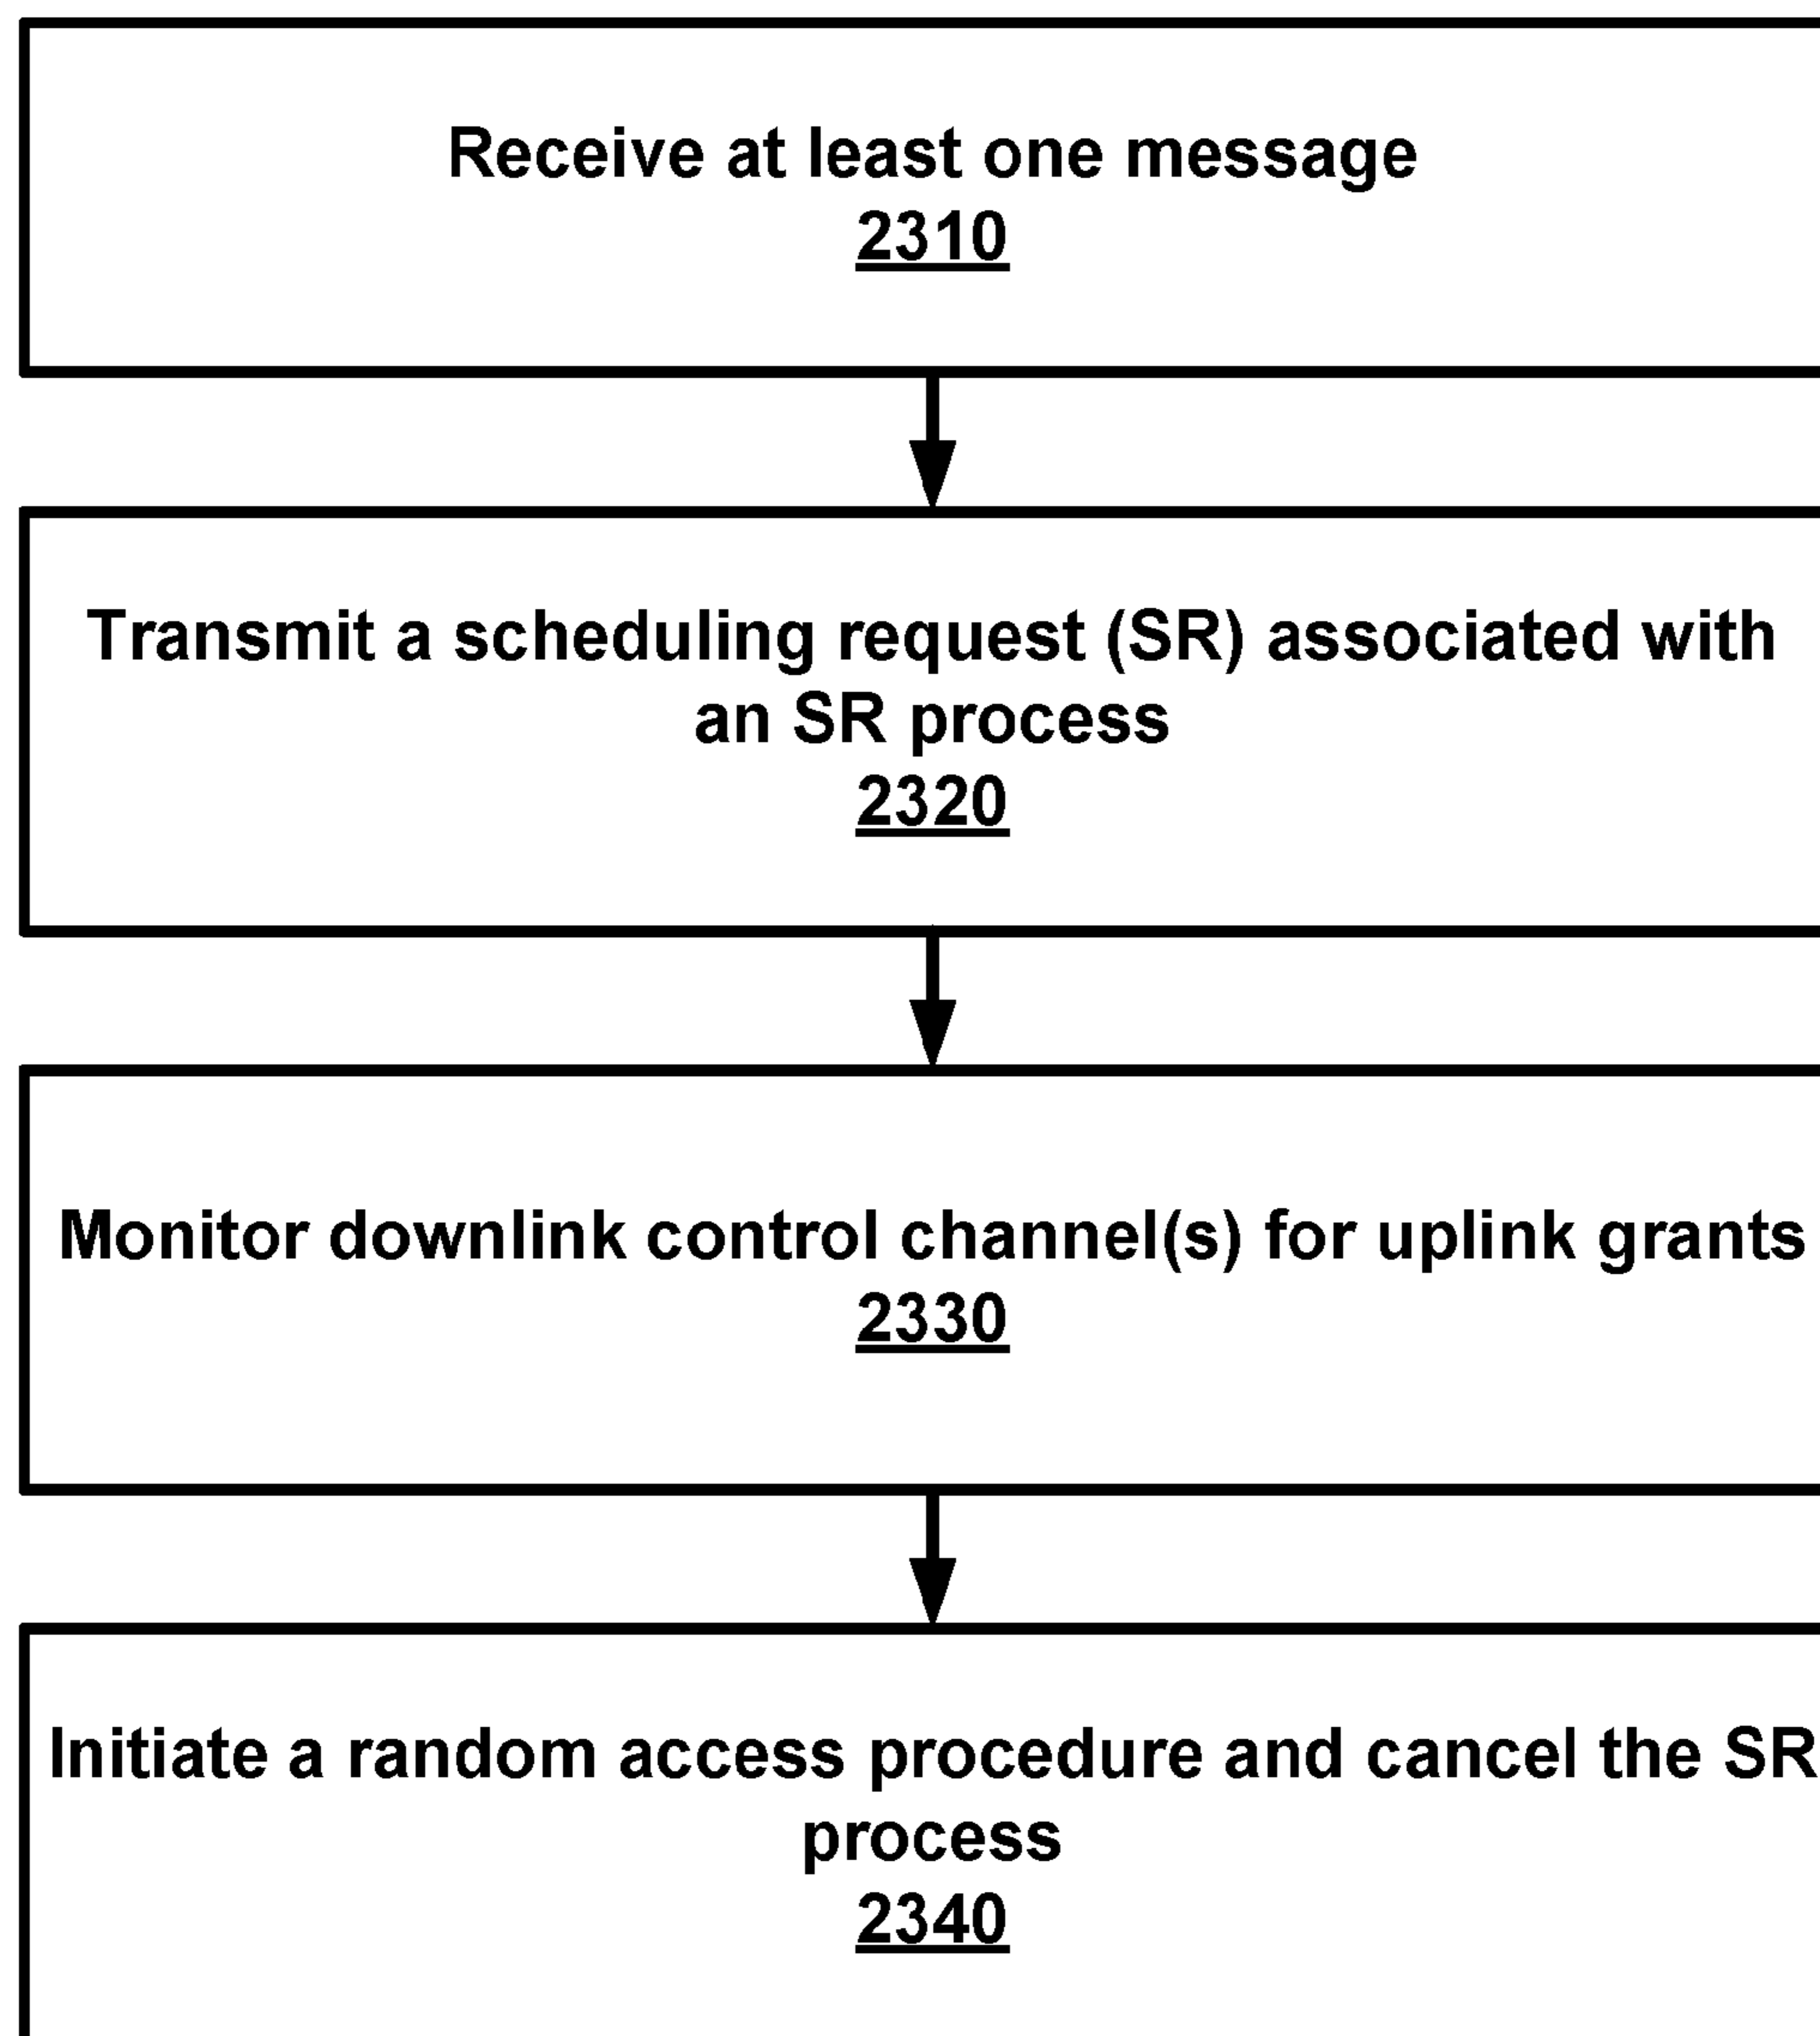 Receive at least one message
2310
Transmit a scheduling request (SR) associated with
an SR process
2320
Monitor downlink control channel(s) for uplink grants
2330
Initiate a random access procedure and cancel the SR
process
2340